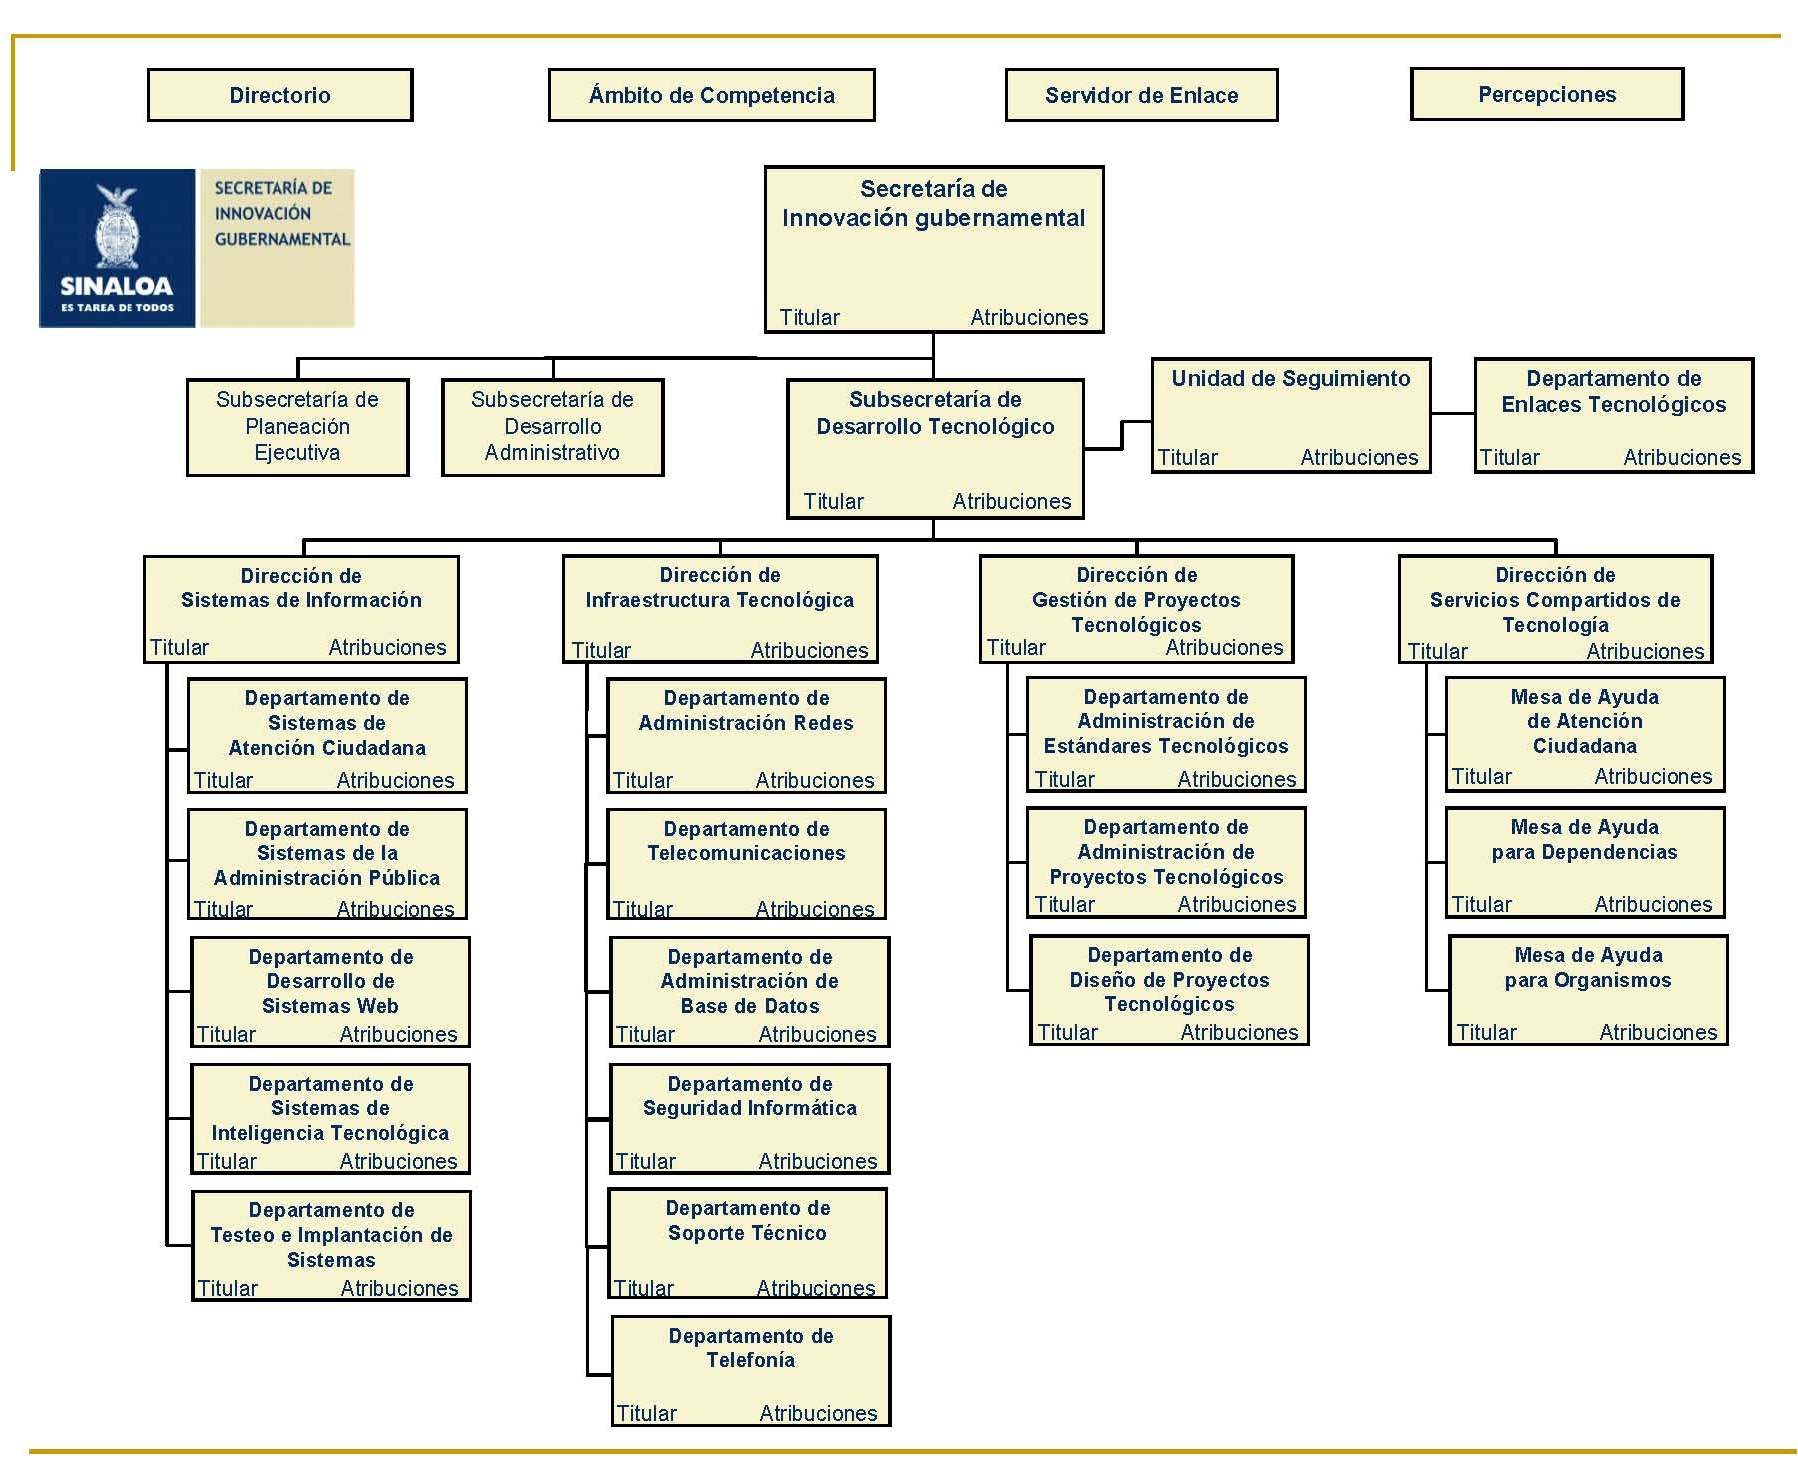 Directorio
Ámbito de Competencia
Servidor de Enlace
Percepciones
SINALOA
ES TAREA DE TODOS
SECRETARÍA DE
INNOVACIÓN
GUBERNAMENTAL
Secretaría de
Innovación gubernamental
Titular Atribuciones
Subsecretaría de
Planeación
Ejecutiva
Subsecretaría de
Desarrollo
Administrativo
Subsecretaría de
Desarrollo Tecnológico
Titular Atribuciones
Unidad de Seguimiento
Titular Atribuciones
Departamento de
Enlaces Tecnológicos
Titular Atribuciones
Dirección de
Sistemas de Información
Titular Atribuciones
Departamento de
Sistemas de
Atención Ciudadana
Titular Atribuciones
Departamento de
Sistemas de la
Administración Pública
Titular Atribuciones
Departamento de
Desarrollo de
Sistemas Web
Titular Atribuciones
Departamento de
Sistemas de
Inteligencia Tecnológica
Titular Atribuciones
Departamento de
Testeo e Implantación de
Sistemas
Titular Atribuciones
Dirección de
Infraestructura Tecnológica
Titular Atribuciones
Departamento de
Administración Redes
Titular Atribuciones
Departamento de
Telecomunicaciones
Titular Atribuciones
Departamento de
Administración de
Base de Datos
Titular Atribuciones
Departamento de
Seguridad Informática
Titular Atribuciones
Departamento de
Soporte Técnico
Titular Atribuciones
Departamento de
Telefonía
Titular Atribuciones
Dirección de
Gestión de Proyectos
Tecnológicos
Titular Atribuciones
Departamento de
Administración de
Estándares Tecnológicos
Titular Atribuciones
Departamento de
Administración de
Proyectos Tecnológicos
Titular Atribuciones
Departamento de
Diseño de Proyectos
Tecnológicos
Titular Atribuciones
Dirección de
Servicios Compartidos de
Tecnología
Titular Atribuciones
Mesa de Ayuda
de Atención
Ciudadana
Titular Atribuciones
Mesa de Ayuda
para Dependencias
Titular Atribuciones
Mesa de Ayuda
para Organismos
Titular Atribuciones